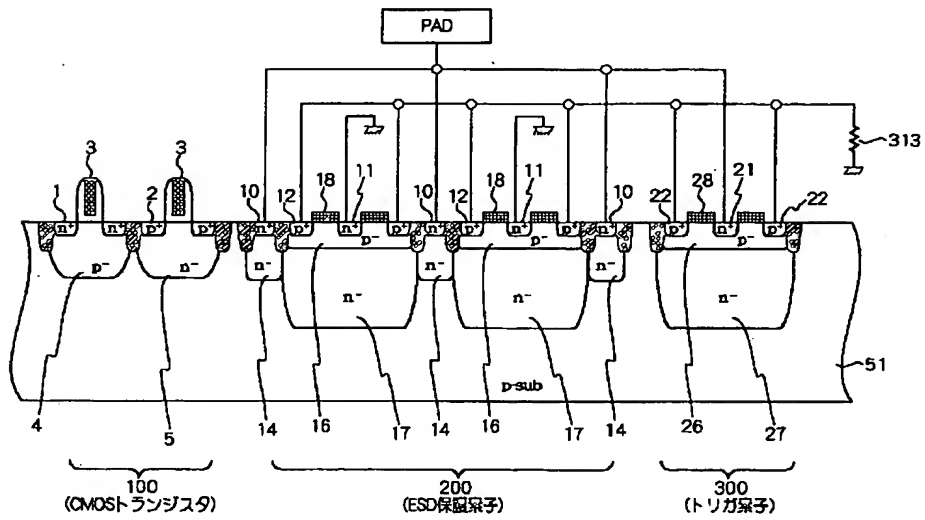 PAD
313
3 3 18 11 18 11 28 21
1 2 10 12 10 12 10 22 22
n⁺ n⁺ p⁺ p⁺ n⁺ p⁺ n⁺ p⁺ n⁺ p⁺ n⁺ p⁺ n⁺ p⁺ n⁺ p⁺
p⁻ n⁻ n⁻ p⁻ n⁻ p⁻ n⁻ p⁻
n⁻ n⁻ n⁻
p-sub
51
4 5 14 16 17 14 16 17 14 26 27
100 200 300
(CMOSトランジスタ) (ESD保護素子) (トリガ素子)